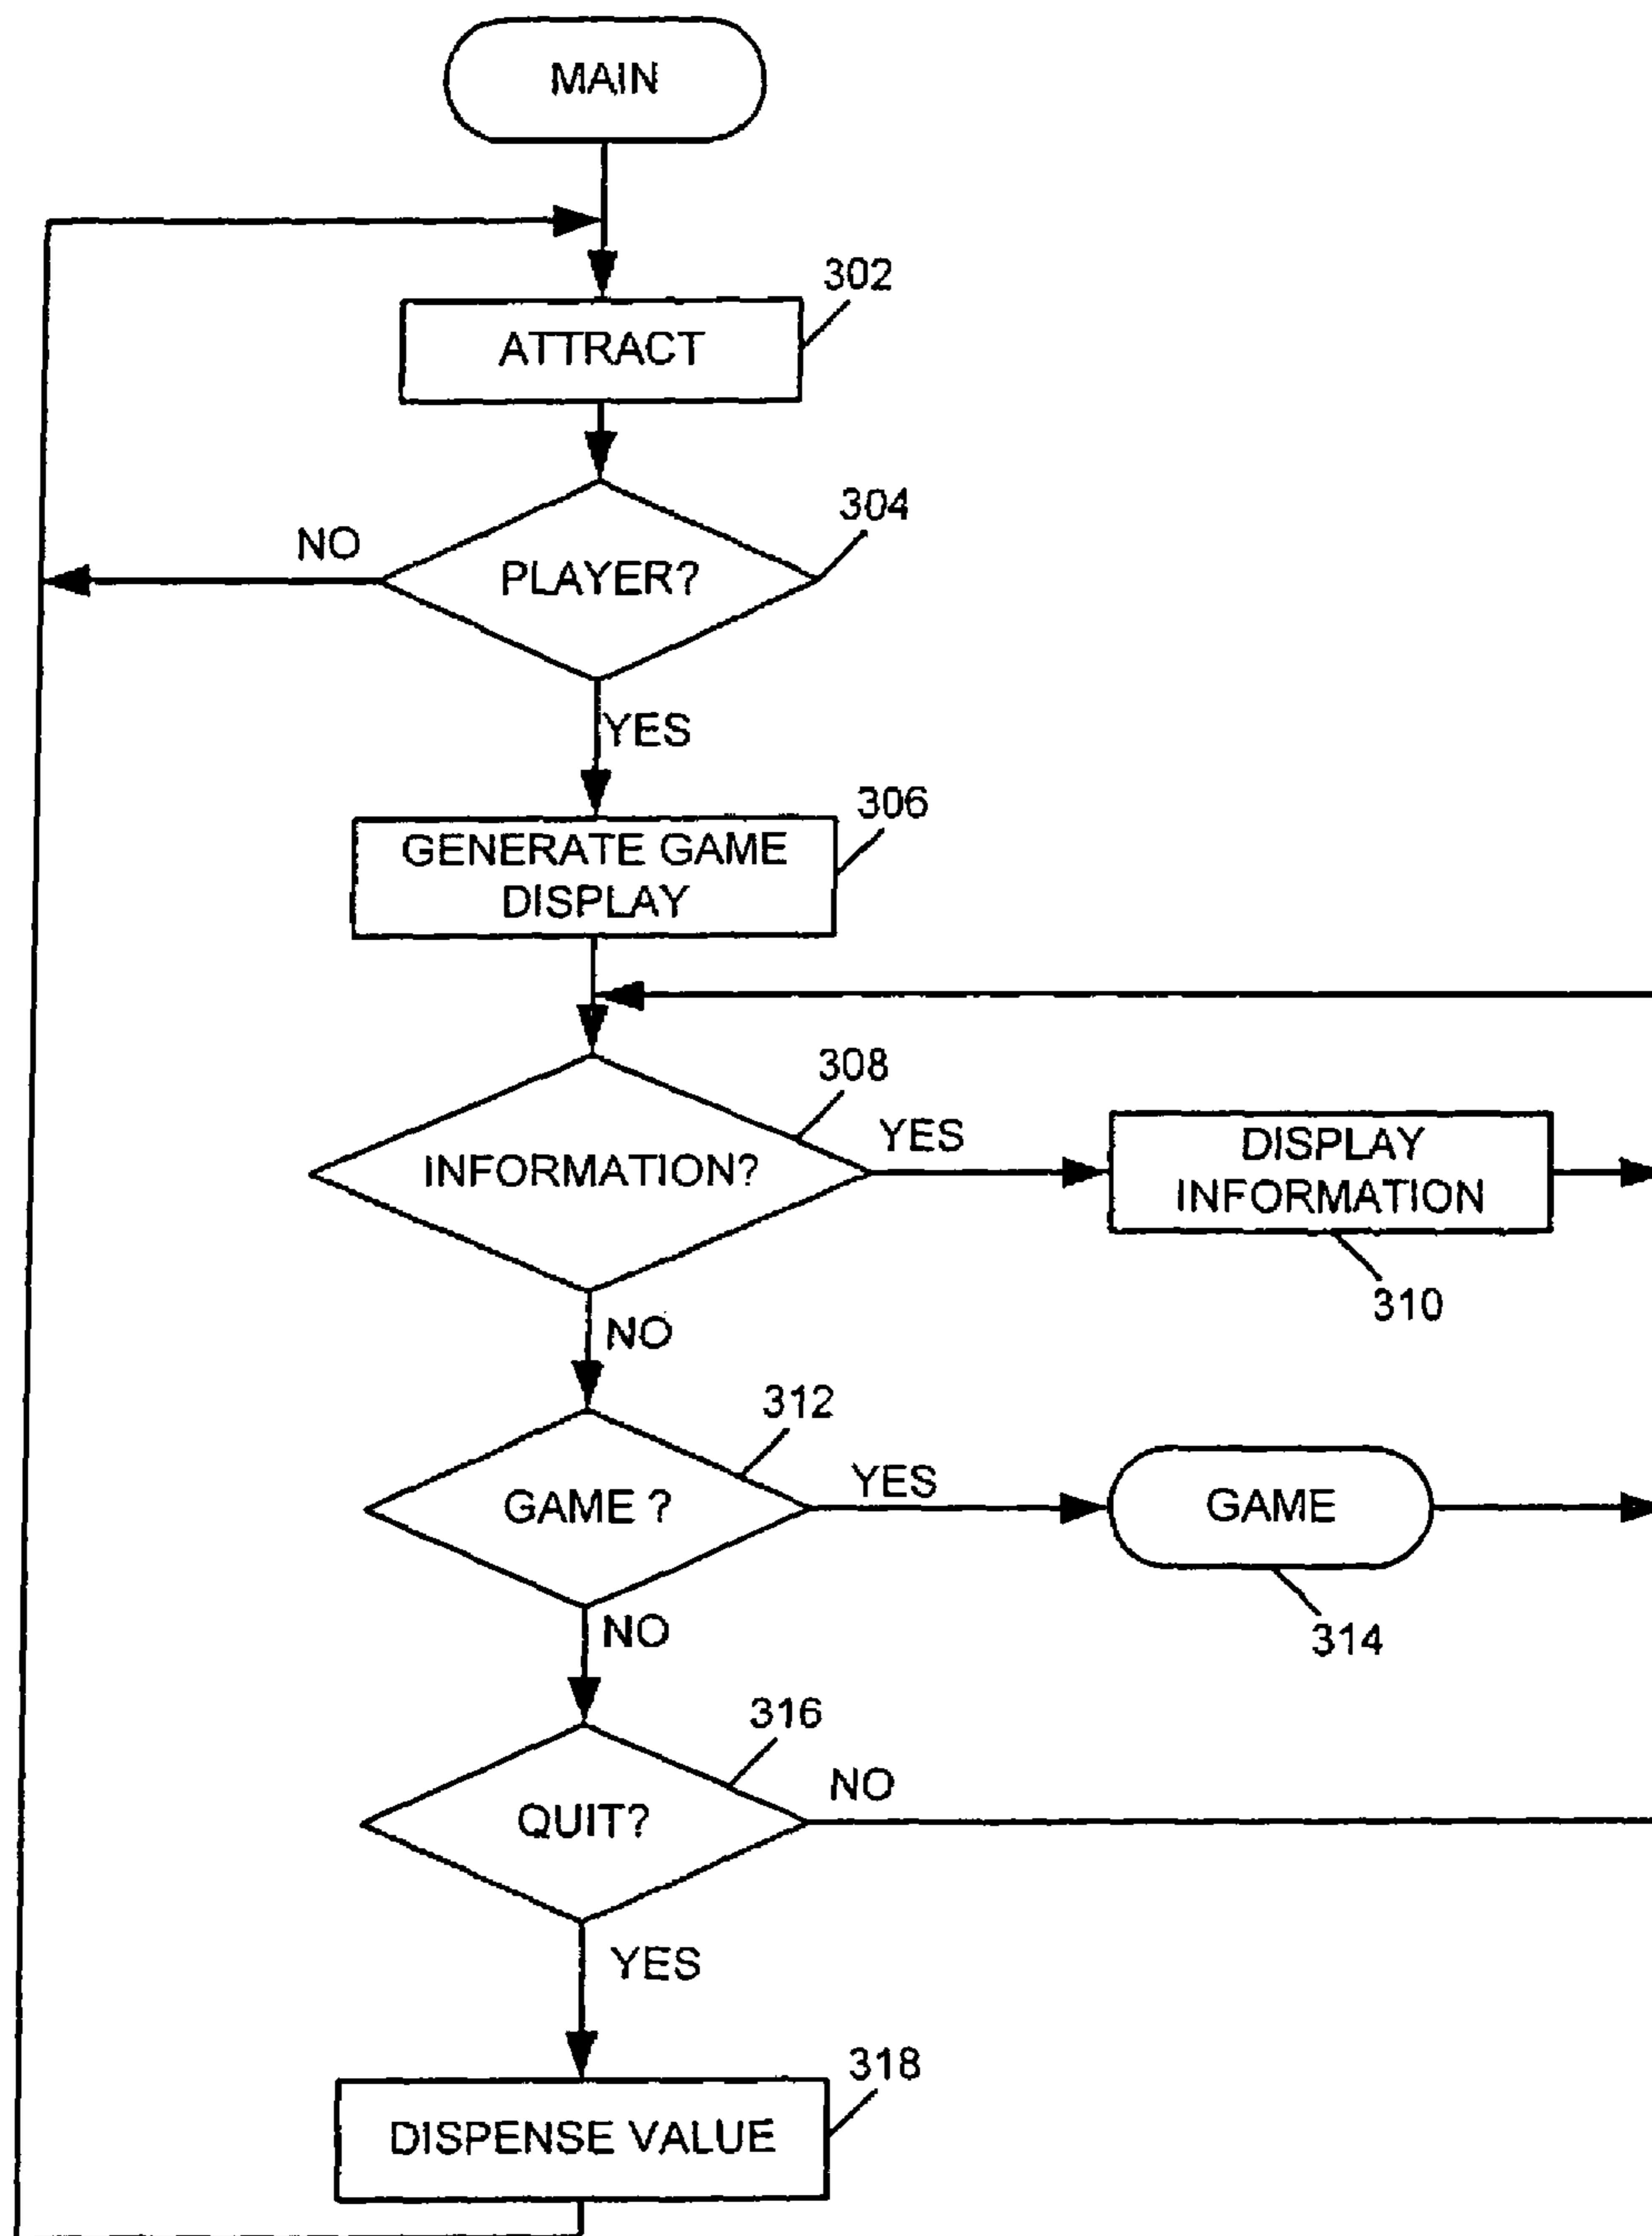 MAIN
302
ATTRACT
304
NO
PLAYER?
YES
306
GENERATE GAME
DISPLAY
308
YES
INFORMATION?
DISPLAY
INFORMATION
310
NO
312
YES
GAME ?
GAME
314
NO
316
NO
QUIT?
YES
318
DISPENSE VALUE